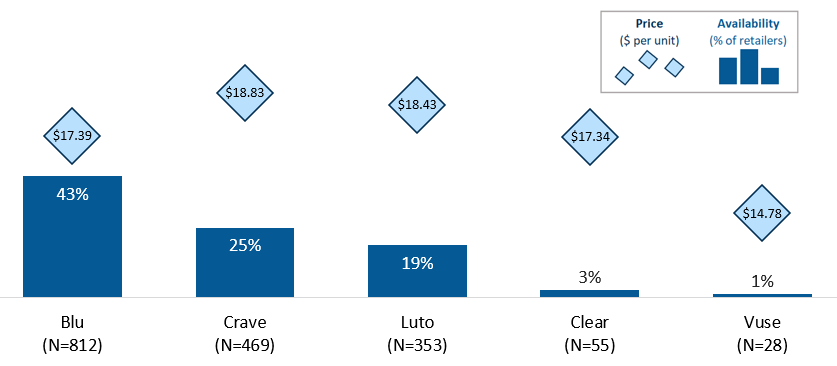 Price
($ per unit)
Availability
(% of retailers)
$17.39
$18.83
$18.43
$17.34
$14.78
43%
25%
19%
3%
1%
Blu
(N=812)
Crave
(N=469)
Luto
(N=353)
Clear
(N=55)
Vuse
(N=28)